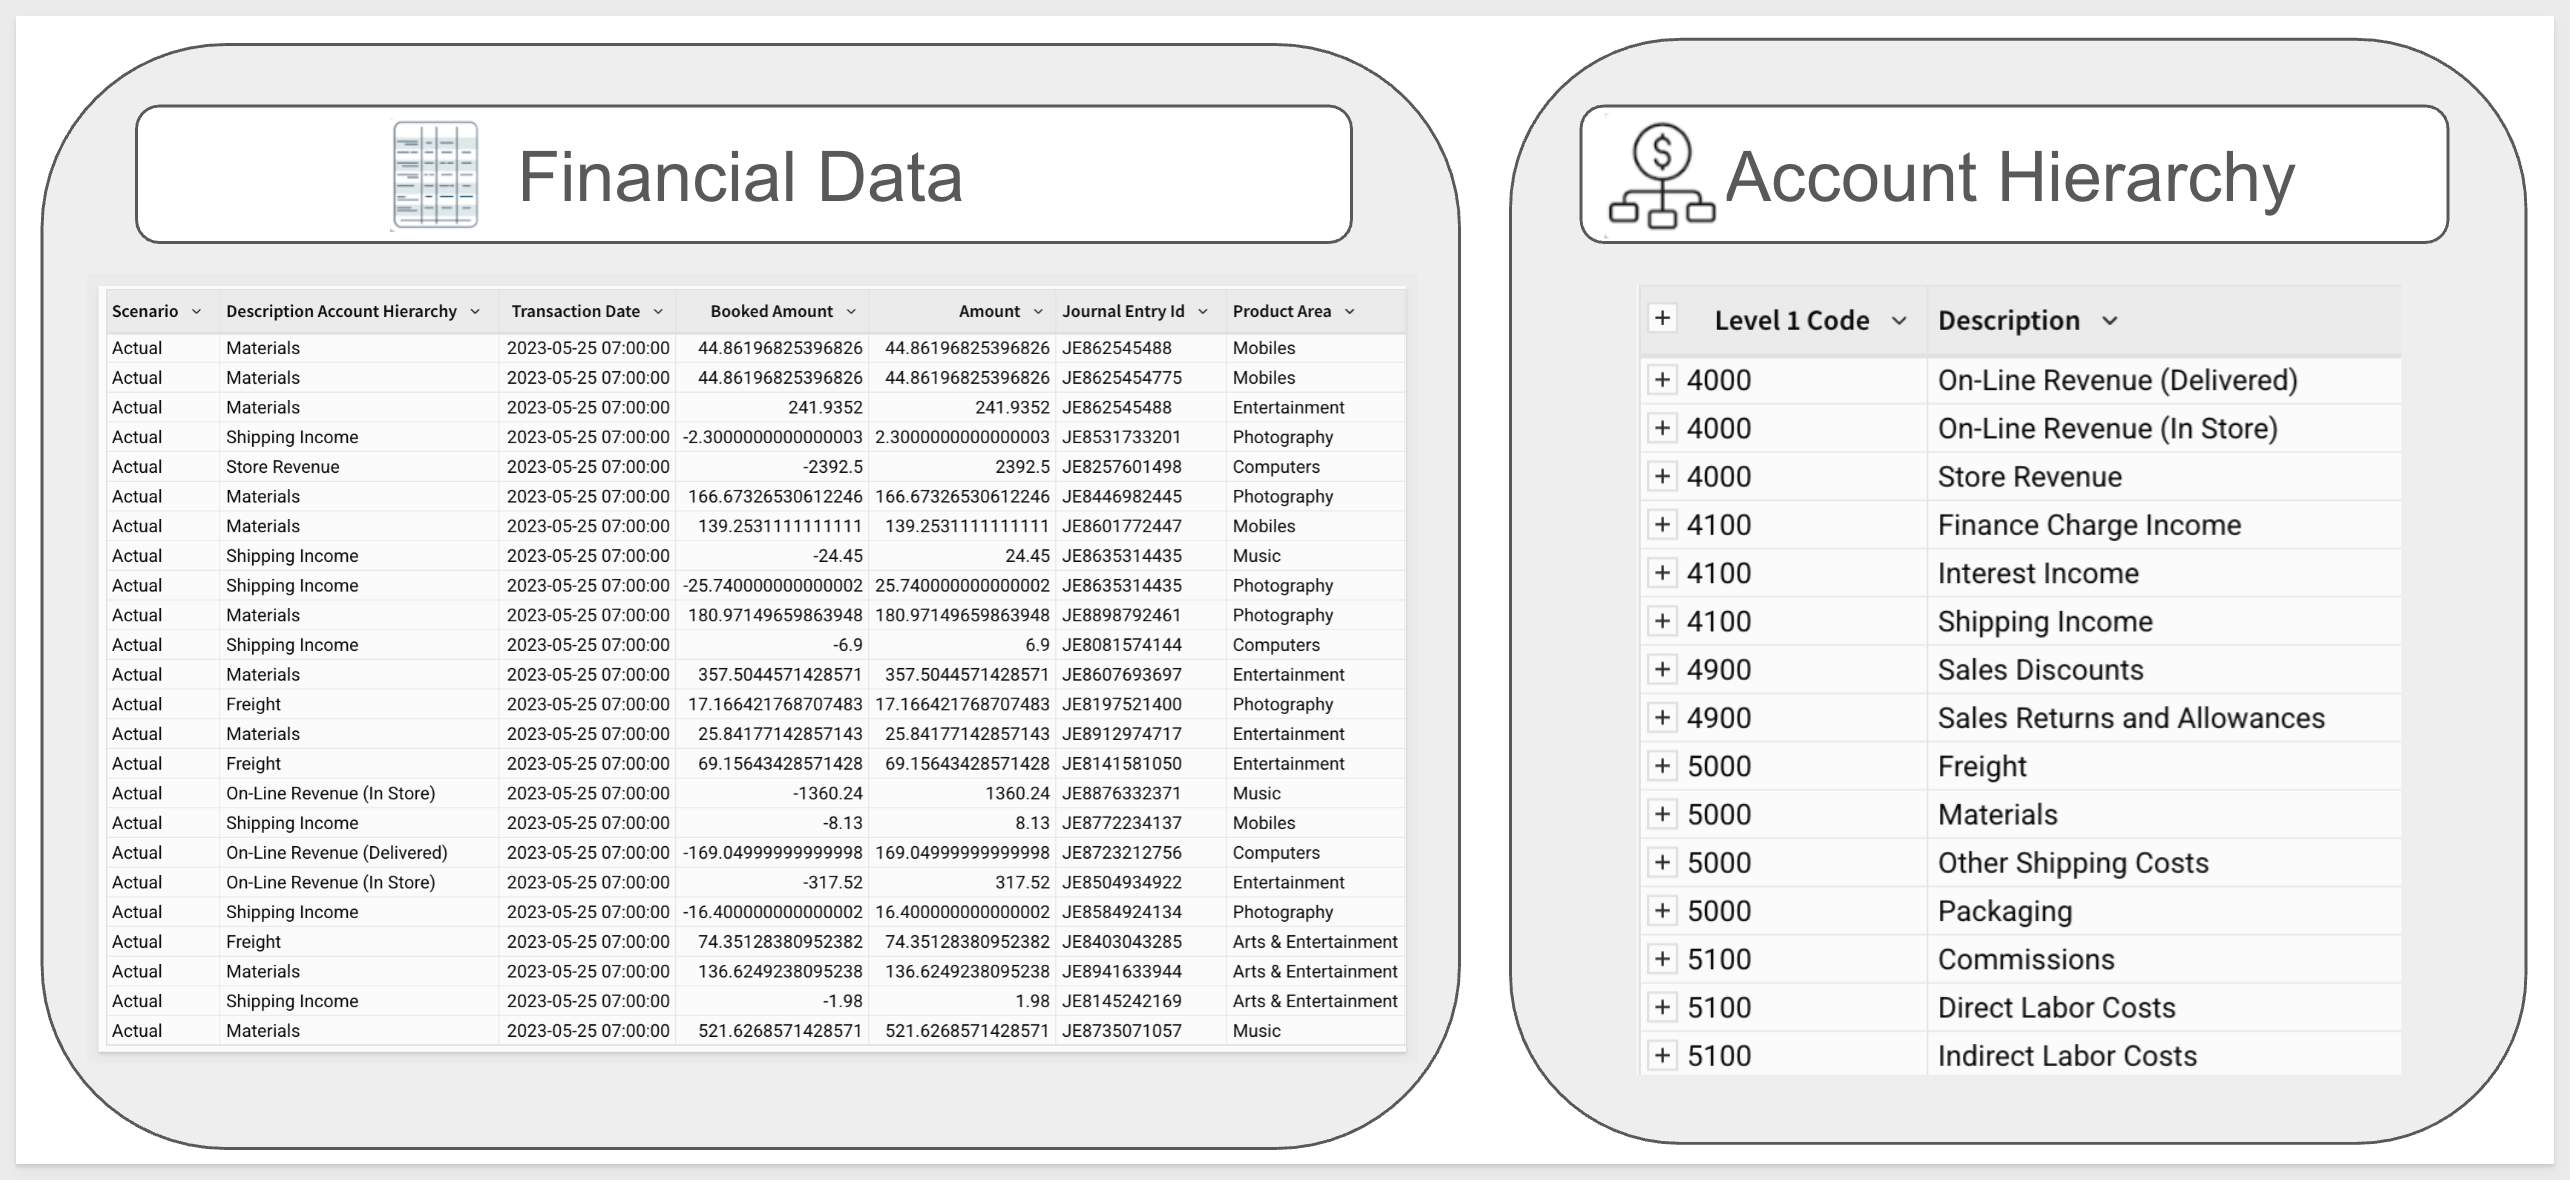 Financial Data
Scenario Description Account Hierarchy Transaction Date Booked Amount Amount Journal Entry Id Product Area
Actual Materials 2023-05-25 07:00:00 44.86196825396826 44.86196825396826 JE862545488 Mobiles
Actual Materials 2023-05-25 07:00:00 44.86196825396826 44.86196825396826 JE8625454775 Mobiles
Actual Materials 2023-05-25 07:00:00 241.9352 241.9352 JE862545488 Entertainment
Actual Shipping Income 2023-05-25 07:00:00 -2.3000000000000003 2.3000000000000003 JE8531733201 Photography
Actual Store Revenue 2023-05-25 07:00:00 -2392.5 2392.5 JE8257601498 Computers
Actual Materials 2023-05-25 07:00:00 166.67326530612246 166.67326530612246 JE8446982445 Photography
Actual Materials 2023-05-25 07:00:00 139.2531111111111 139.2531111111111 JE8601772447 Mobiles
Actual Shipping Income 2023-05-25 07:00:00 -24.45 24.45 JE8635314435 Music
Actual Shipping Income 2023-05-25 07:00:00 -25.740000000000002 25.740000000000002 JE8635314435 Photography
Actual Materials 2023-05-25 07:00:00 180.97149659863948 180.97149659863948 JE8898792461 Photography
Actual Shipping Income 2023-05-25 07:00:00 -6.9 6.9 JE8081574144 Computers
Actual Materials 2023-05-25 07:00:00 357.5044571428571 357.5044571428571 JE8607693697 Entertainment
Actual Freight 2023-05-25 07:00:00 17.166421768707483 17.166421768707483 JE8197521400 Photography
Actual Materials 2023-05-25 07:00:00 25.84177142857143 25.84177142857143 JE8912974717 Entertainment
Actual Freight 2023-05-25 07:00:00 69.15643428571428 69.15643428571428 JE8141581050 Entertainment
Actual On-Line Revenue (In Store) 2023-05-25 07:00:00 -1360.24 1360.24 JE8876332371 Music
Actual Shipping Income 2023-05-25 07:00:00 -8.13 8.13 JE8772234137 Mobiles
Actual On-Line Revenue (Delivered) 2023-05-25 07:00:00 -169.04999999999998 169.04999999999998 JE8723212756 Computers
Actual On-Line Revenue (In Store) 2023-05-25 07:00:00 -317.52 317.52 JE8504934922 Entertainment
Actual Shipping Income 2023-05-25 07:00:00 -16.400000000000002 16.400000000000002 JE8584924134 Photography
Actual Freight 2023-05-25 07:00:00 74.35128380952382 74.35128380952382 JE8403043285 Arts & Entertainment
Actual Materials 2023-05-25 07:00:00 136.6249238095238 136.6249238095238 JE8941633944 Arts & Entertainment
Actual Shipping Income 2023-05-25 07:00:00 -1.98 1.98 JE8145242169 Arts & Entertainment
Actual Materials 2023-05-25 07:00:00 521.6268571428571 521.6268571428571 JE8735071057 Music
$ Account Hierarchy
+ Level 1 Code Description
+ 4000 On-Line Revenue (Delivered)
+ 4000 On-Line Revenue (In Store)
+ 4000 Store Revenue
+ 4100 Finance Charge Income
+ 4100 Interest Income
+ 4100 Shipping Income
+ 4900 Sales Discounts
+ 4900 Sales Returns and Allowances
+ 5000 Freight
+ 5000 Materials
+ 5000 Other Shipping Costs
+ 5000 Packaging
+ 5100 Commissions
+ 5100 Direct Labor Costs
+ 5100 Indirect Labor Costs